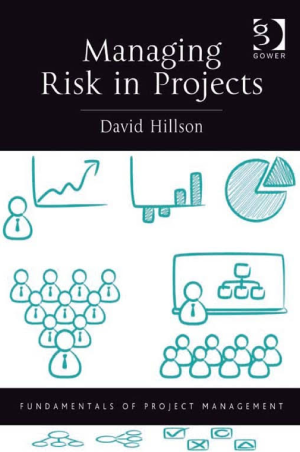 GOWER
Managing
Risk in Projects
David Hillson
FUNDAMENTALS OF PROJECT MANAGEMENT